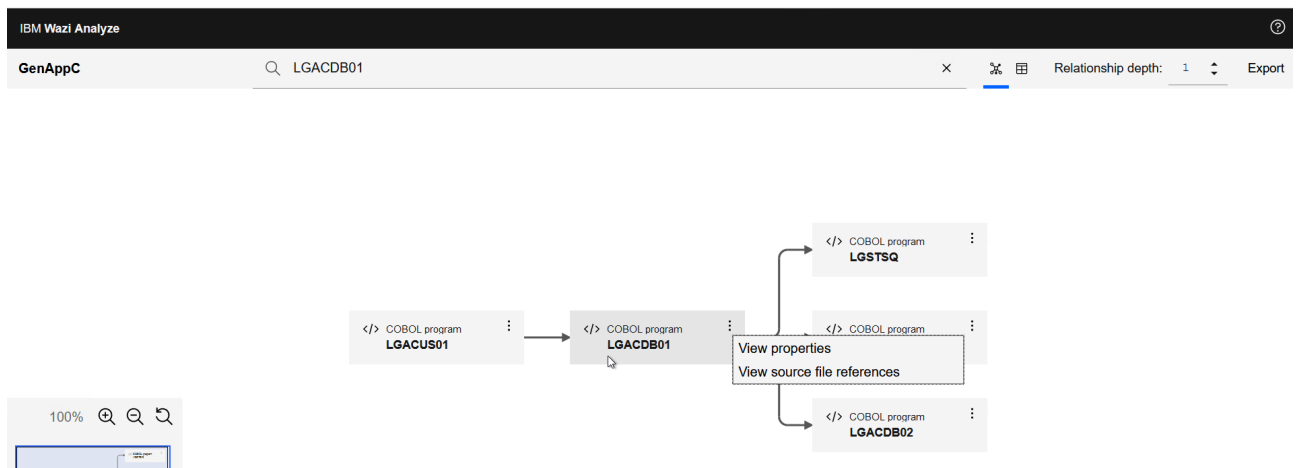 IBM Wazi Analyze
GenAppC
LGACDB01
Relationship depth: 1
Export
</> COBOL program
LGSTSQ
</> COBOL program
LGACUS01
</> COBOL program
LGACDB01
</> COBOL program
View properties
View source file references
</> COBOL program
LGACDB02
100%